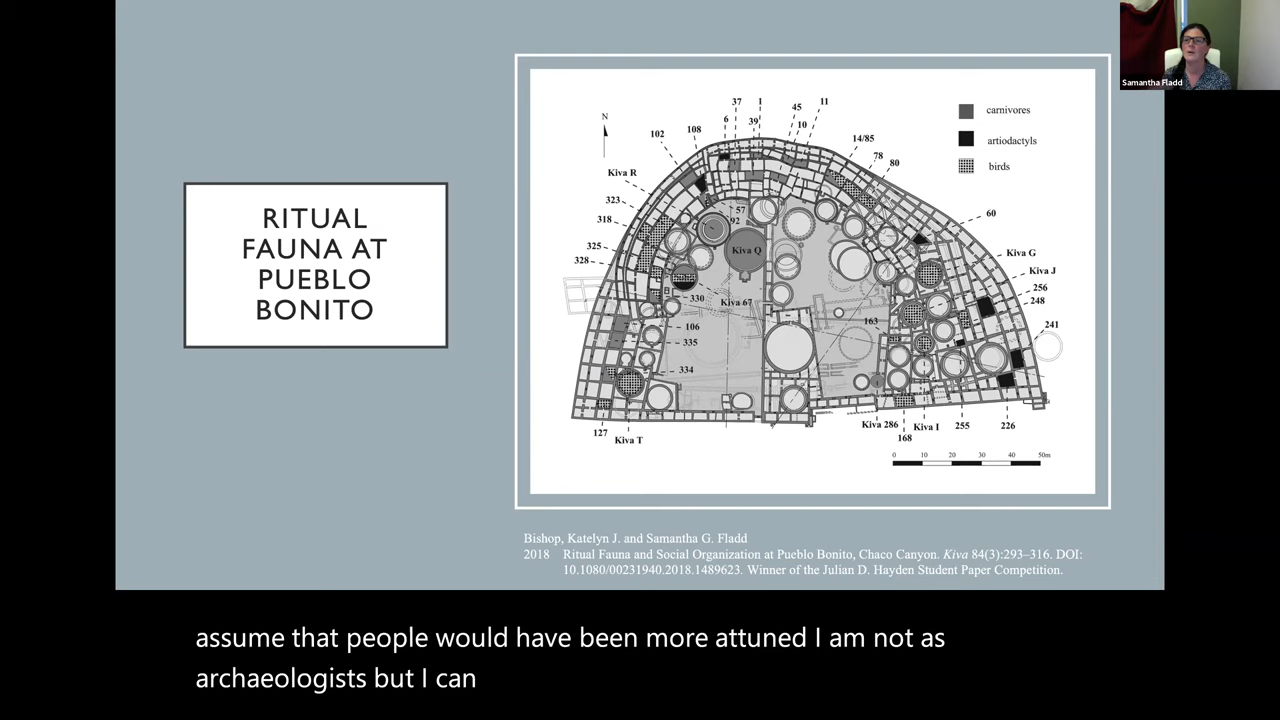 Samantha Fladd
RITUAL
FAUNA AT
PUEBLO
BONITO
N
37
1
45
11
6
39
10
102
108
14/85
78
80
Kiva R
323
318
325
328
57
92
Kiva Q
60
Kiva G
Kiva J
256
248
241
330
Kiva 67
163
106
335
334
127
Kiva T
Kiva 286
168
Kiva I
255
226
carnivores
artiodactyls
birds
0 10 20 30 40 50m
Bishop, Katelyn J. and Samantha G. Fladd
2018 Ritual Fauna and Social Organization at Pueblo Bonito, Chaco Canyon. Kiva 84(3):293–316. DOI:
10.1080/00231940.2018.1489623. Winner of the Julian D. Hayden Student Paper Competition.
assume that people would have been more attuned I am not as
archaeologists but I can